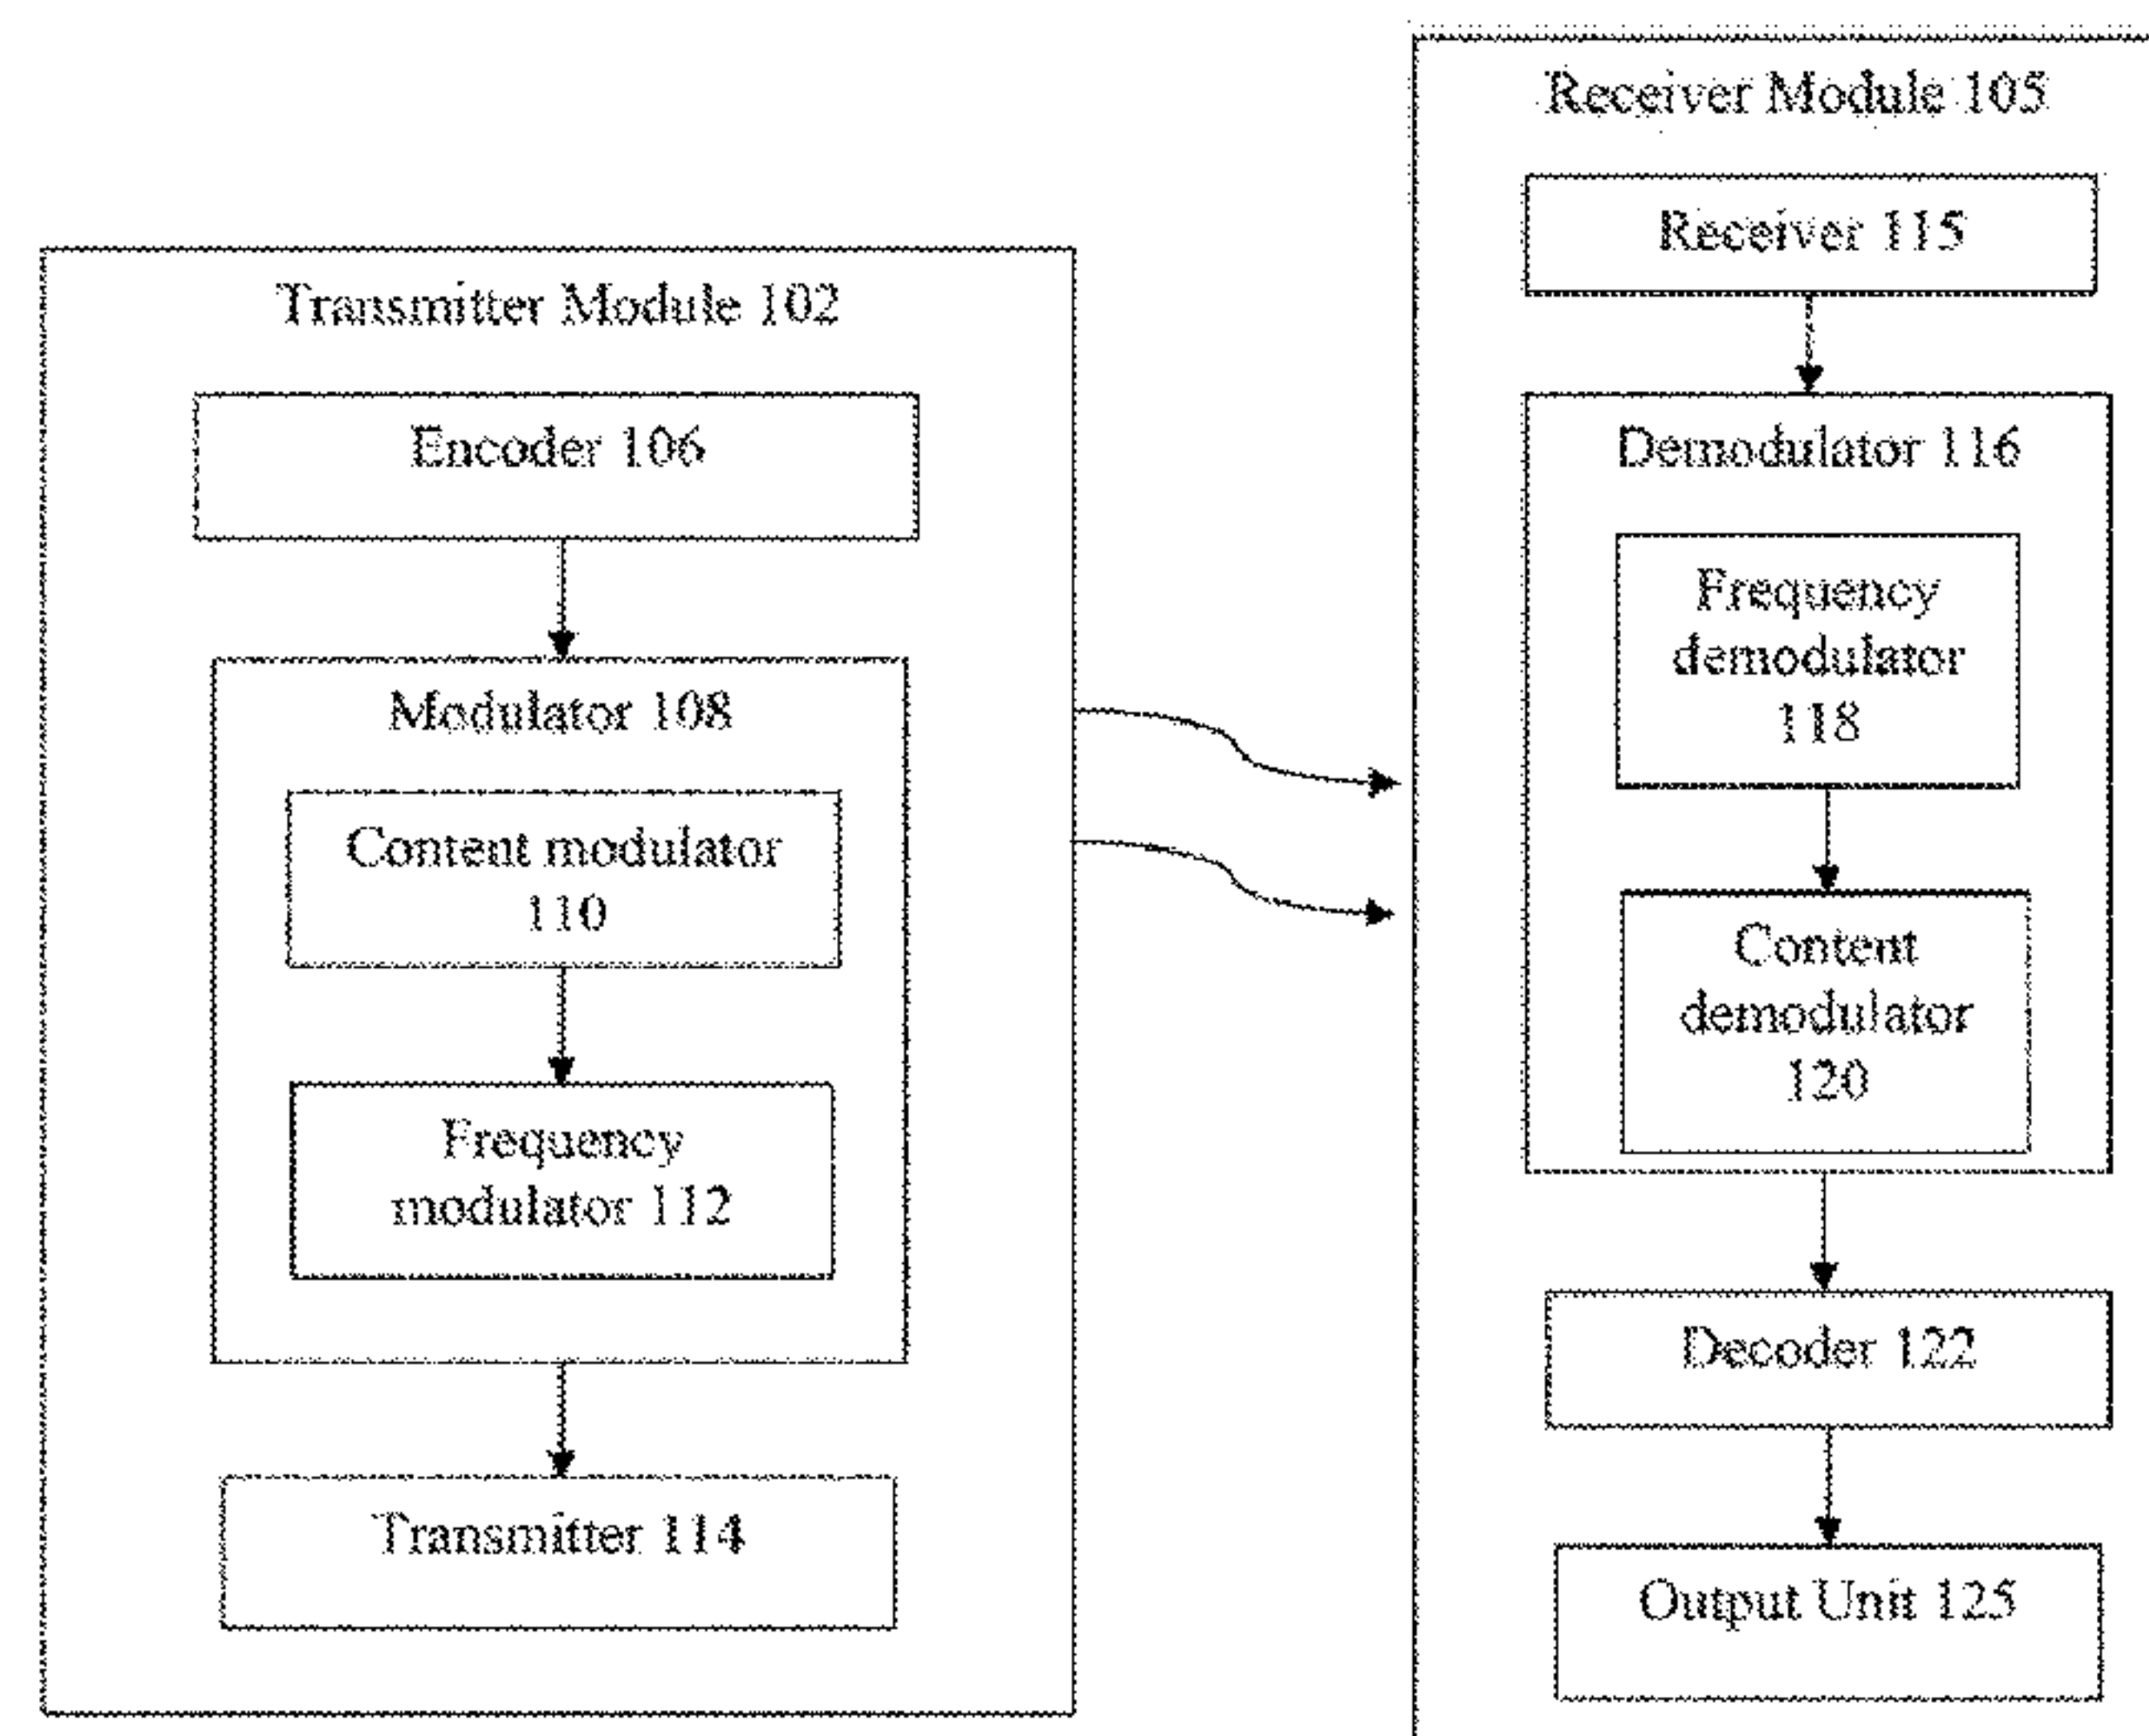 Transmitter Module 102
Encoder 106
Modulator 108
Content modulator
110
Frequency
modulator 112
Transmitter 114
Receiver Module 105
Receiver 115
Demodulator 116
Frequency
demodulator
118
Content
demodulator
120
Decoder 122
Output Unit 125